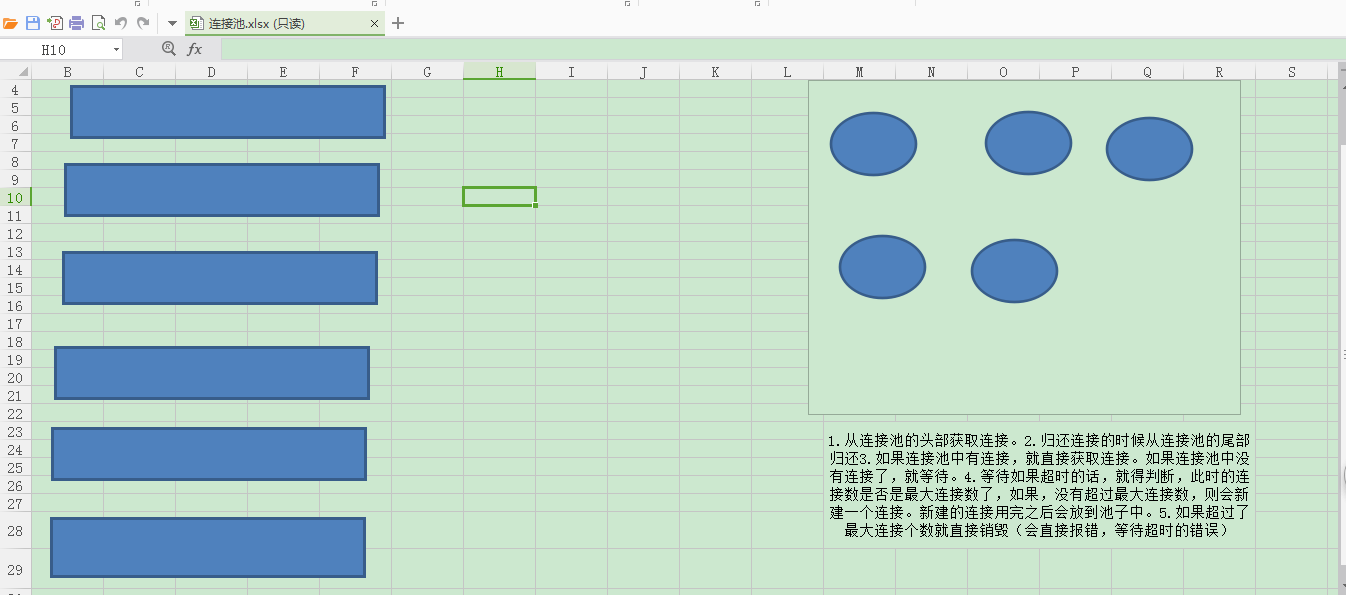 连接池.xlsx (只读)
H10
fx
B C D E F G H I J K L M N O P Q R S
4
5
6
7
8
9
10
11
12
13
14
15
16
17
18
19
20
21
22
23
24
25
26
27
28
29
1.从连接池的头部获取连接。2.归还连接的时候从连接池的尾部
归还3.如果连接池中有连接，就直接获取连接。如果连接池中没
有连接了，就等待。4.等待如果超时的话，就得判断，此时的连
接数是否是最大连接数了，如果，没有超过最大连接数，则会新
建一个连接。新建的连接用完之后会放到池子中。5.如果超过了
最大连接个数就直接销毁（会直接报错，等待超时的错误）